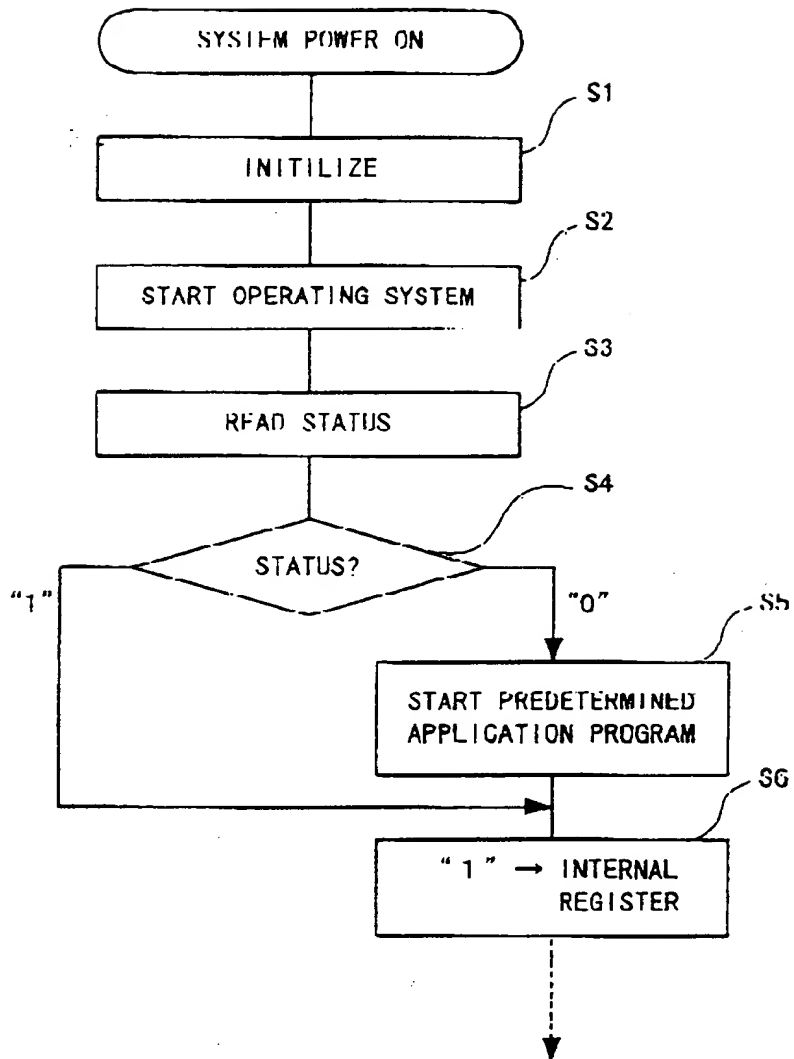 SYSTEM POWER ON
S1
INITILIZE
S2
START OPERATING SYSTEM
S3
READ STATUS
S4
STATUS?
"1"
"0"
S5
START PREDETERMINED
APPLICATION PROGRAM
S6
"1" → INTERNAL
REGISTER